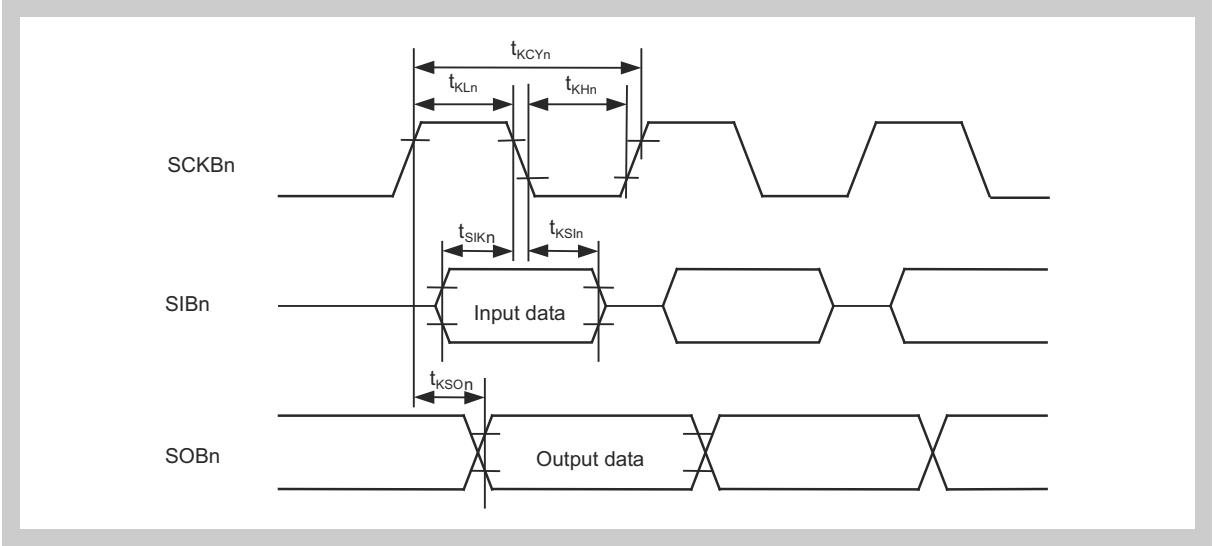 tKCYn
tKLn
tKHn
SCKBn
tSIKn
tKSIn
SIBn
Input data
tKSOn
SOBn
Output data